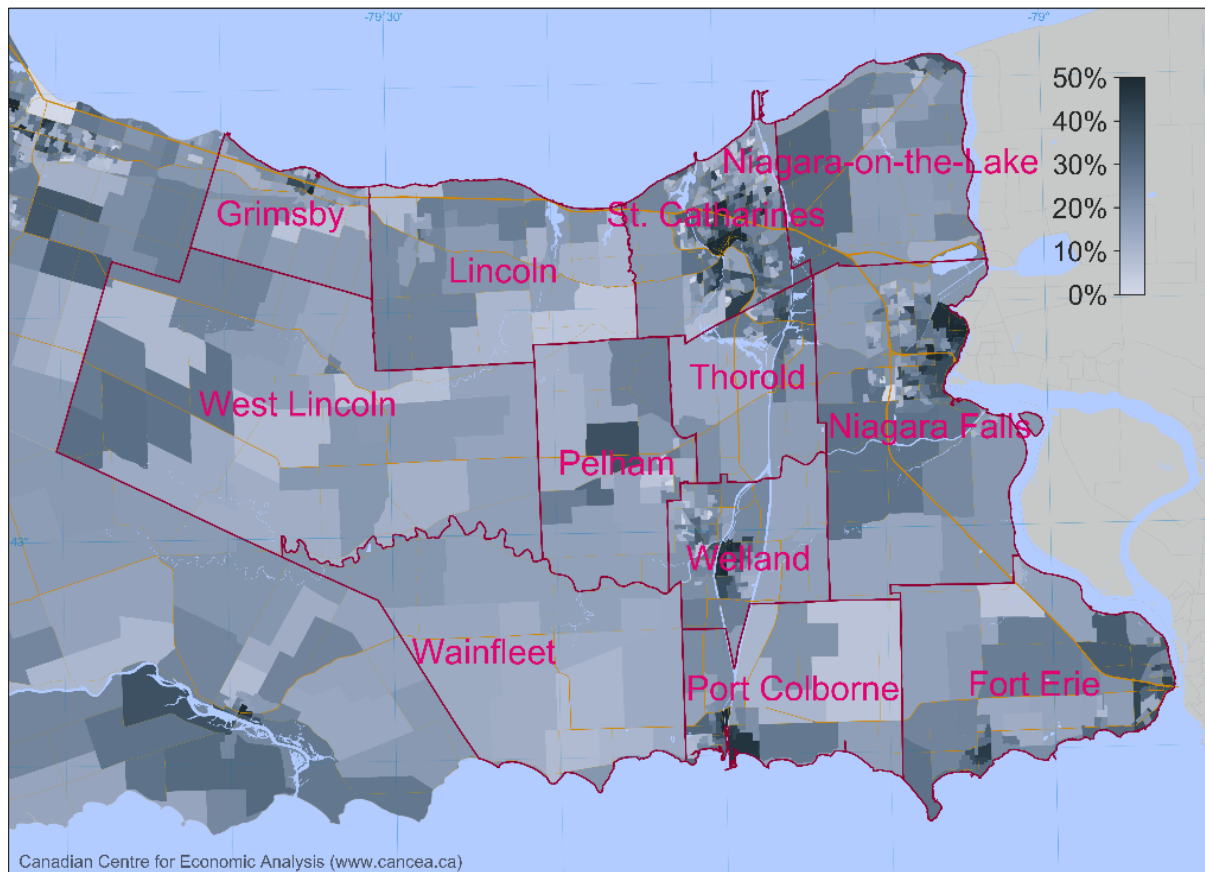 -79°30'
-79°
50%
40%
30%
20%
10%
0%
Niagara-on-the-Lake
Grimsby
St. Catharines
Lincoln
Thorold
West Lincoln
Niagara Falls
Pelham
43°
Welland
Wainfleet
Port Colborne
Fort Erie
Canadian Centre for Economic Analysis (www.cancea.ca)